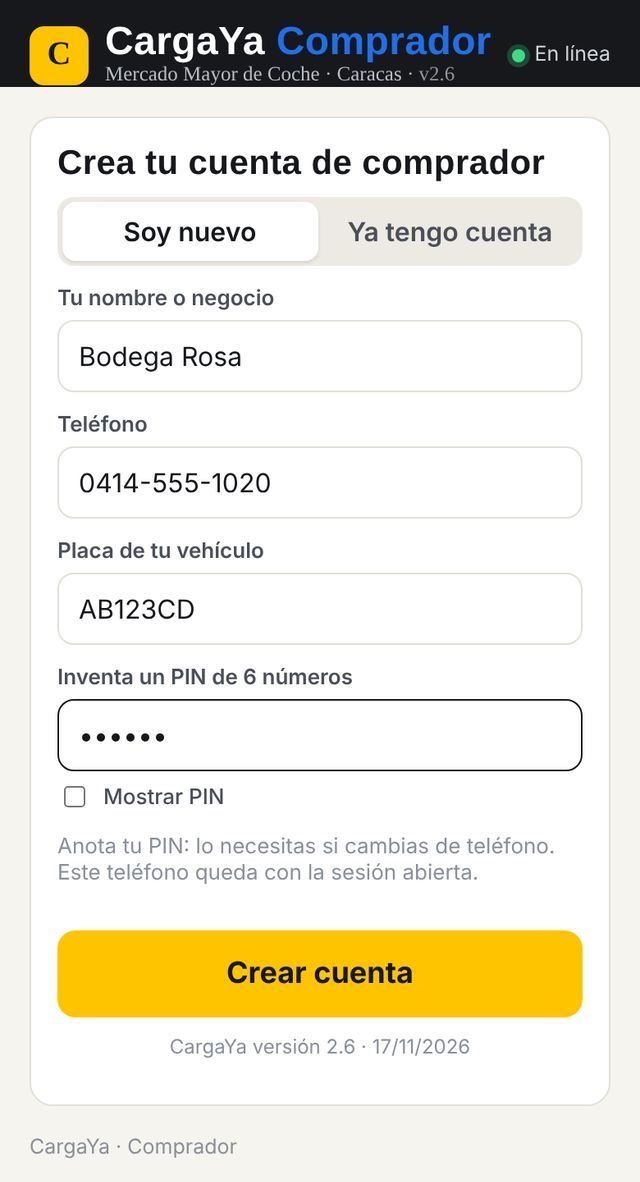 C
CargaYa Comprador
Mercado Mayor de Coche · Caracas · v2.6
En línea
Crea tu cuenta de comprador
Soy nuevo
Ya tengo cuenta
Tu nombre o negocio
Bodega Rosa
Teléfono
0414-555-1020
Placa de tu vehículo
AB123CD
Inventa un PIN de 6 números
••••••
Mostrar PIN
Anota tu PIN: lo necesitas si cambias de teléfono.
Este teléfono queda con la sesión abierta.
Crear cuenta
CargaYa versión 2.6 · 17/11/2026
CargaYa · Comprador